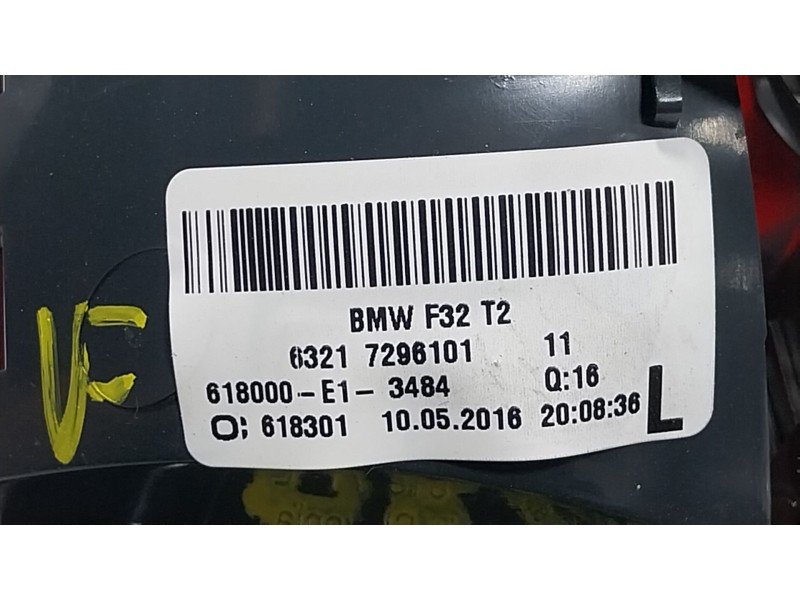 BMW F32 T2
6321 7296101 11
618000-E1-3484 Q:16
O; 618301 10.05.2016 20:08:36 L
VF